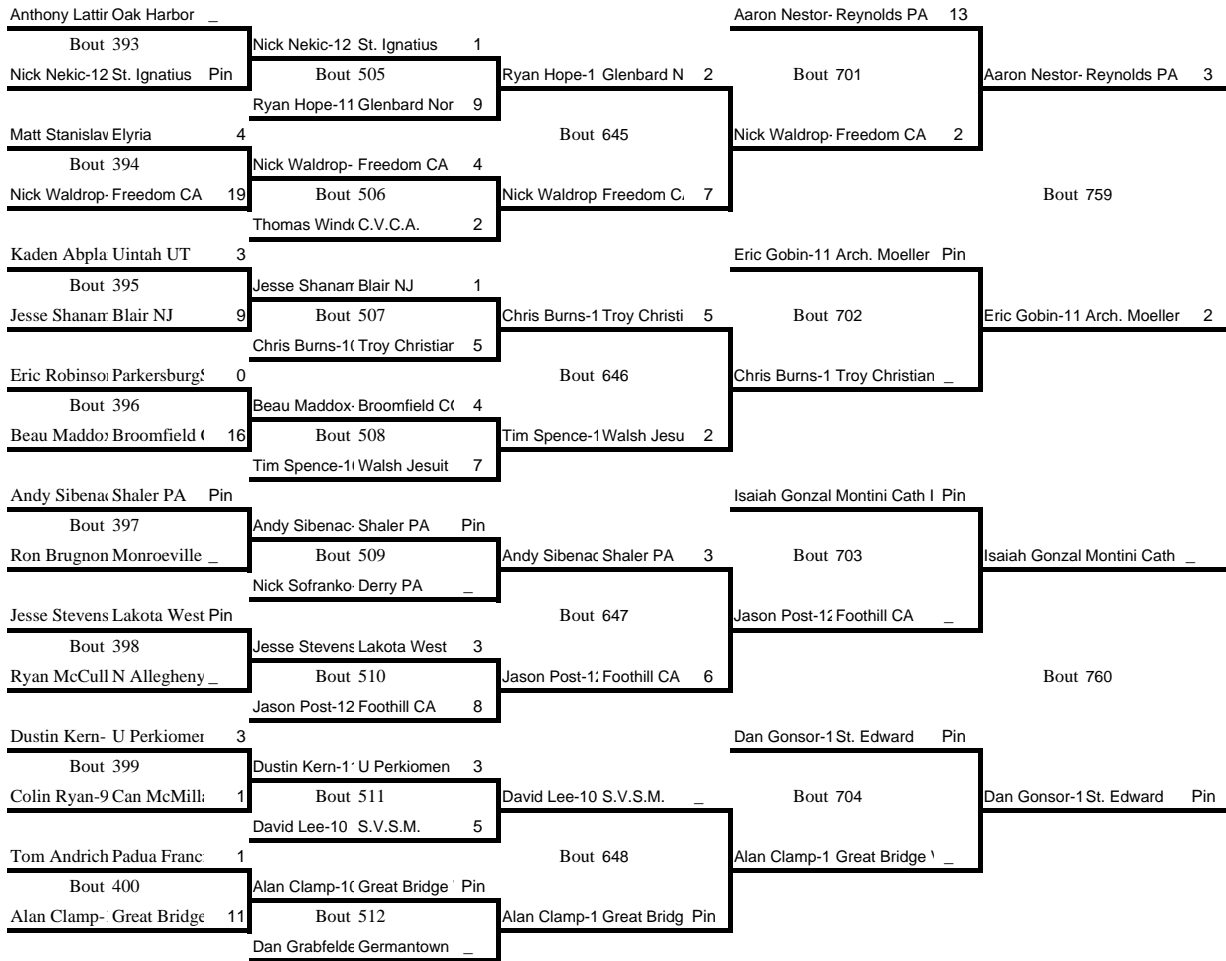 Anthony Lattir Oak Harbor _
Bout 393
Nick Nekic-12 St. Ignatius Pin
Matt Stanislav Elyria 4
Bout 394
Nick Waldrop- Freedom CA 19
Kaden Abpla Uintah UT 3
Bout 395
Jesse Shanam Blair NJ 9
Eric Robinson ParkersburgS 0
Bout 396
Beau Maddox Broomfield C 16
Andy Sibenac Shaler PA Pin
Bout 397
Ron Brugnon Monroeville _
Jesse Stevens Lakota West Pin
Bout 398
Ryan McCull N Allegheny _
Dustin Kern- U Perkiomen 3
Bout 399
Colin Ryan-9 Can McMilla 1
Tom Andrich Padua Franc 1
Bout 400
Alan Clamp- Great Bridge 11
Nick Nekic-12 St. Ignatius 1
Bout 505
Ryan Hope-11 Glenbard Nor 9
Nick Waldrop- Freedom CA 4
Bout 506
Thomas Windo C.V.C.A. 2
Jesse Shanam Blair NJ 1
Bout 507
Chris Burns-10 Troy Christian 5
Beau Maddox- Broomfield CO 4
Bout 508
Tim Spence-10 Walsh Jesuit 7
Andy Sibenac- Shaler PA Pin
Bout 509
Nick Sofranko- Derry PA _
Jesse Stevens Lakota West 3
Bout 510
Jason Post-12 Foothill CA 8
Dustin Kern-11 U Perkiomen 3
Bout 511
David Lee-10 S.V.S.M. 5
Alan Clamp-10 Great Bridge Pin
Bout 512
Dan Grabfelde Germantown _
Ryan Hope-1 Glenbard N 2
Bout 645
Nick Waldrop Freedom C 7
Chris Burns-1 Troy Christi 5
Bout 646
Tim Spence-1 Walsh Jesu 2
Andy Sibenac Shaler PA 3
Bout 647
Jason Post-12 Foothill CA 6
David Lee-10 S.V.S.M. _
Bout 648
Alan Clamp-1 Great Bridg Pin
Aaron Nestor- Reynolds PA 13
Bout 701
Nick Waldrop- Freedom CA 2
Eric Gobin-11 Arch. Moeller Pin
Bout 702
Chris Burns-1 Troy Christian _
Isaiah Gonzal Montini Cath I Pin
Bout 703
Jason Post-12 Foothill CA _
Dan Gonsor-1 St. Edward Pin
Bout 704
Alan Clamp-1 Great Bridge V _
Aaron Nestor- Reynolds PA 3
Bout 759
Eric Gobin-11 Arch. Moeller 2
Isaiah Gonzal Montini Cath _
Bout 760
Dan Gonsor-1 St. Edward Pin